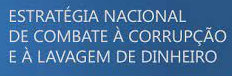 ESTRATÉGIA NACIONAL
DE COMBATE À CORRUPÇÃO
E À LAVAGEM DE DINHEIRO